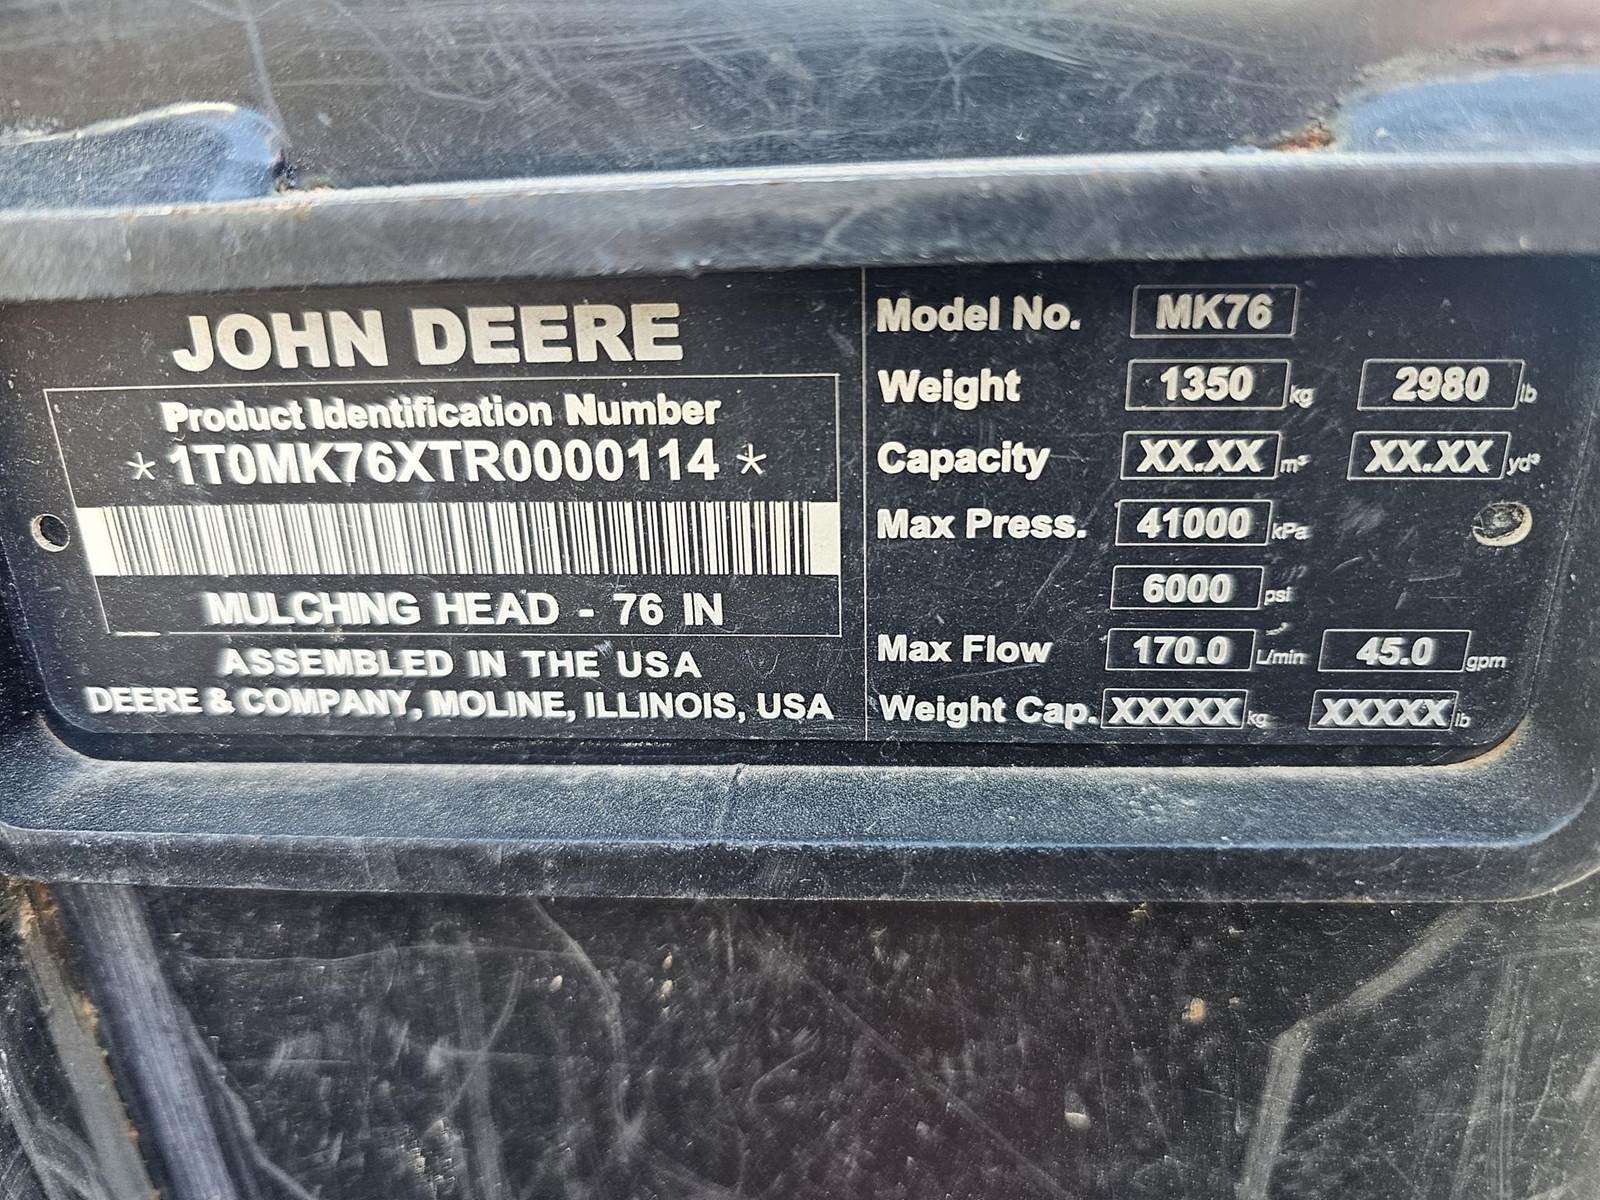 JOHN DEERE
Product Identification Number
* 1T0MK76XTR0000114 *
MULCHING HEAD - 76 IN
ASSEMBLED IN THE USA
DEERE & COMPANY, MOLINE, ILLINOIS, USA
Model No. MK76
Weight 1350 kg 2980 lb
Capacity XX.XX m³ XX.XX yd³
Max Press. 41000 kPa
6000 psi
Max Flow 170.0 L/min 45.0 gpm
Weight Cap. XXXXX kg XXXXX lb